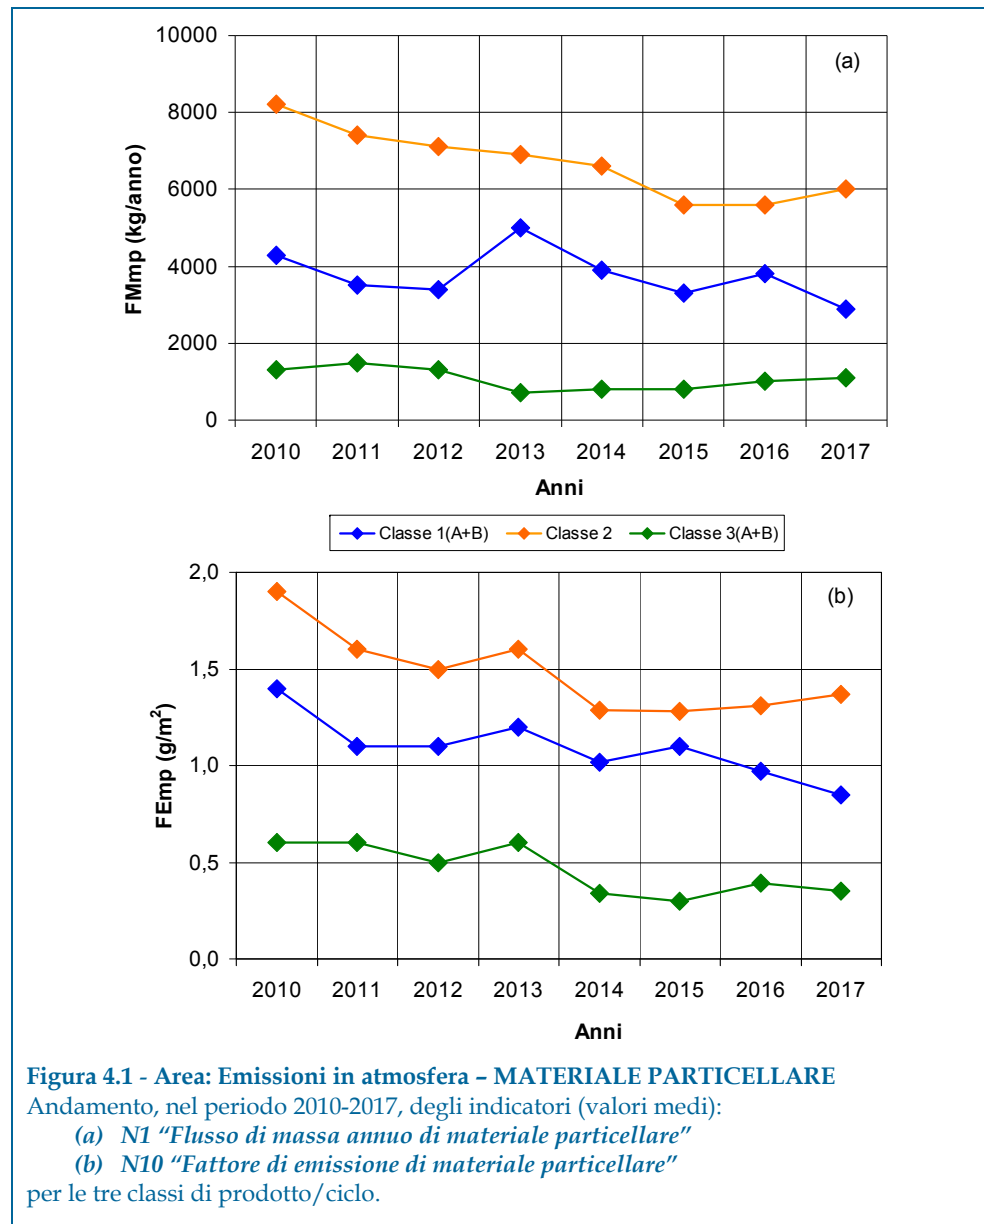 10000
(a)
8000
6000
4000
2000
0
FMmp (kg/anno)
2010 2011 2012 2013 2014 2015 2016 2017
Anni
Classe 1(A+B) Classe 2 Classe 3(A+B)
2,0
(b)
1,5
1,0
0,5
0,0
FEmp (g/m²)
2010 2011 2012 2013 2014 2015 2016 2017
Anni
Figura 4.1 - Area: Emissioni in atmosfera – MATERIALE PARTICELLARE
Andamento, nel periodo 2010-2017, degli indicatori (valori medi):
(a) N1 “Flusso di massa annuo di materiale particellare”
(b) N10 “Fattore di emissione di materiale particellare”
per le tre classi di prodotto/ciclo.